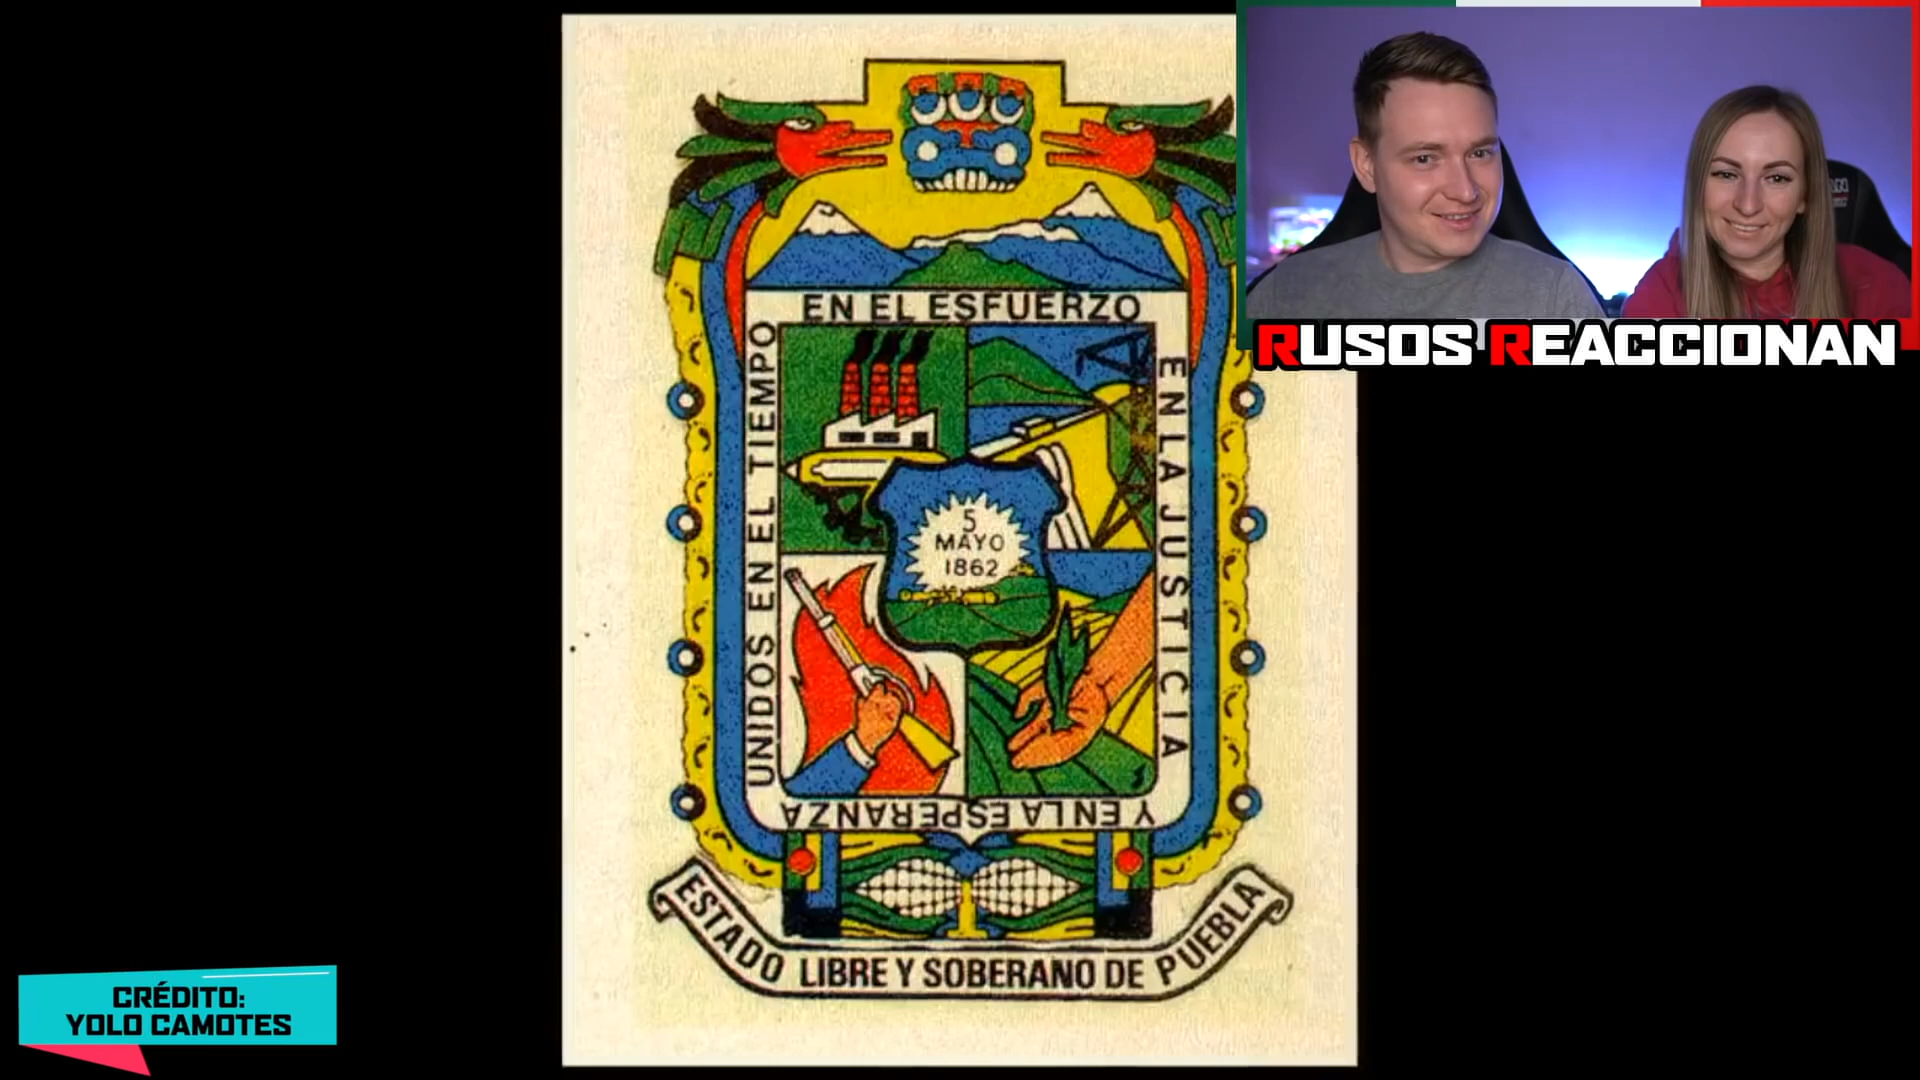 RUSOS REACCIONAN
EN EL ESFUERZO
EN LA JUSTICIA
Y EN LA ESPERANZA
UNIDOS EN EL TIEMPO
5
MAYO
1862
ESTADO LIBRE Y SOBERANO DE PUEBLA
CRÉDITO:
YOLO CAMOTES